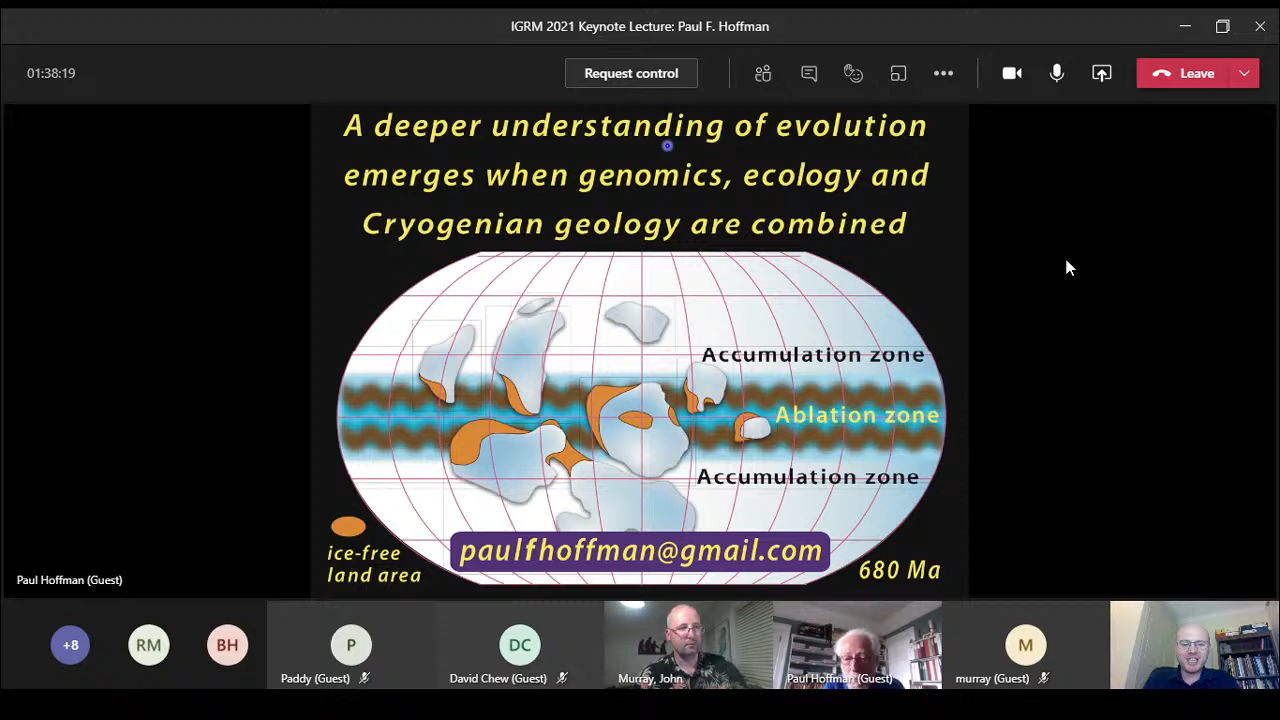 IGRM 2021 Keynote Lecture: Paul F. Hoffman
01:38:19
Request control
Leave
A deeper understanding of evolution
emerges when genomics, ecology and
Cryogenian geology are combined
Accumulation zone
Ablation zone
Accumulation zone
ice-free
land area
paulfhoffman@gmail.com
680 Ma
Paul Hoffman (Guest)
+8
RM
BH
P
Paddy (Guest)
DC
David Chew (Guest)
Murray, John
Paul Hoffman (Guest)
M
murray (Guest)